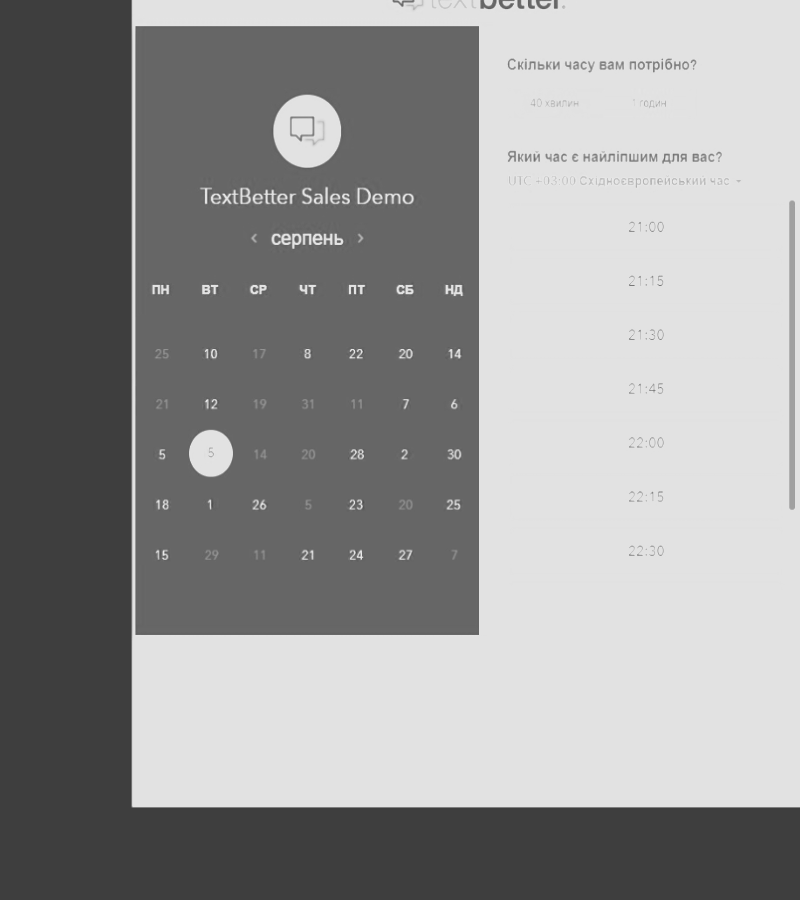 textbetter.
TextBetter Sales Demo
‹ серпень ›
ПН ВТ СР ЧТ ПТ СБ НД
25 10 17 8 22 20 14
21 12 19 31 11 7 6
5 5 14 20 28 2 30
18 1 26 5 23 20 25
15 29 11 21 24 27 7
Скільки часу вам потрібно?
40 хвилин 1 годин
Який час є найліпшим для вас?
UTC +03:00 Східноєвропейський час
21:00
21:15
21:30
21:45
22:00
22:15
22:30